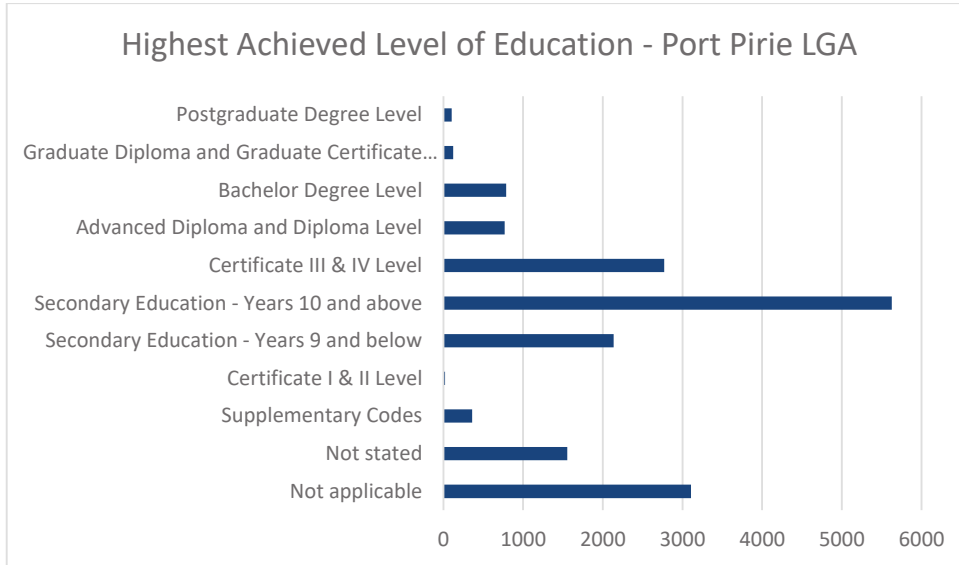 Highest Achieved Level of Education - Port Pirie LGA
Postgraduate Degree Level
Graduate Diploma and Graduate Certificate...
Bachelor Degree Level
Advanced Diploma and Diploma Level
Certificate III & IV Level
Secondary Education - Years 10 and above
Secondary Education - Years 9 and below
Certificate I & II Level
Supplementary Codes
Not stated
Not applicable
0 1000 2000 3000 4000 5000 6000